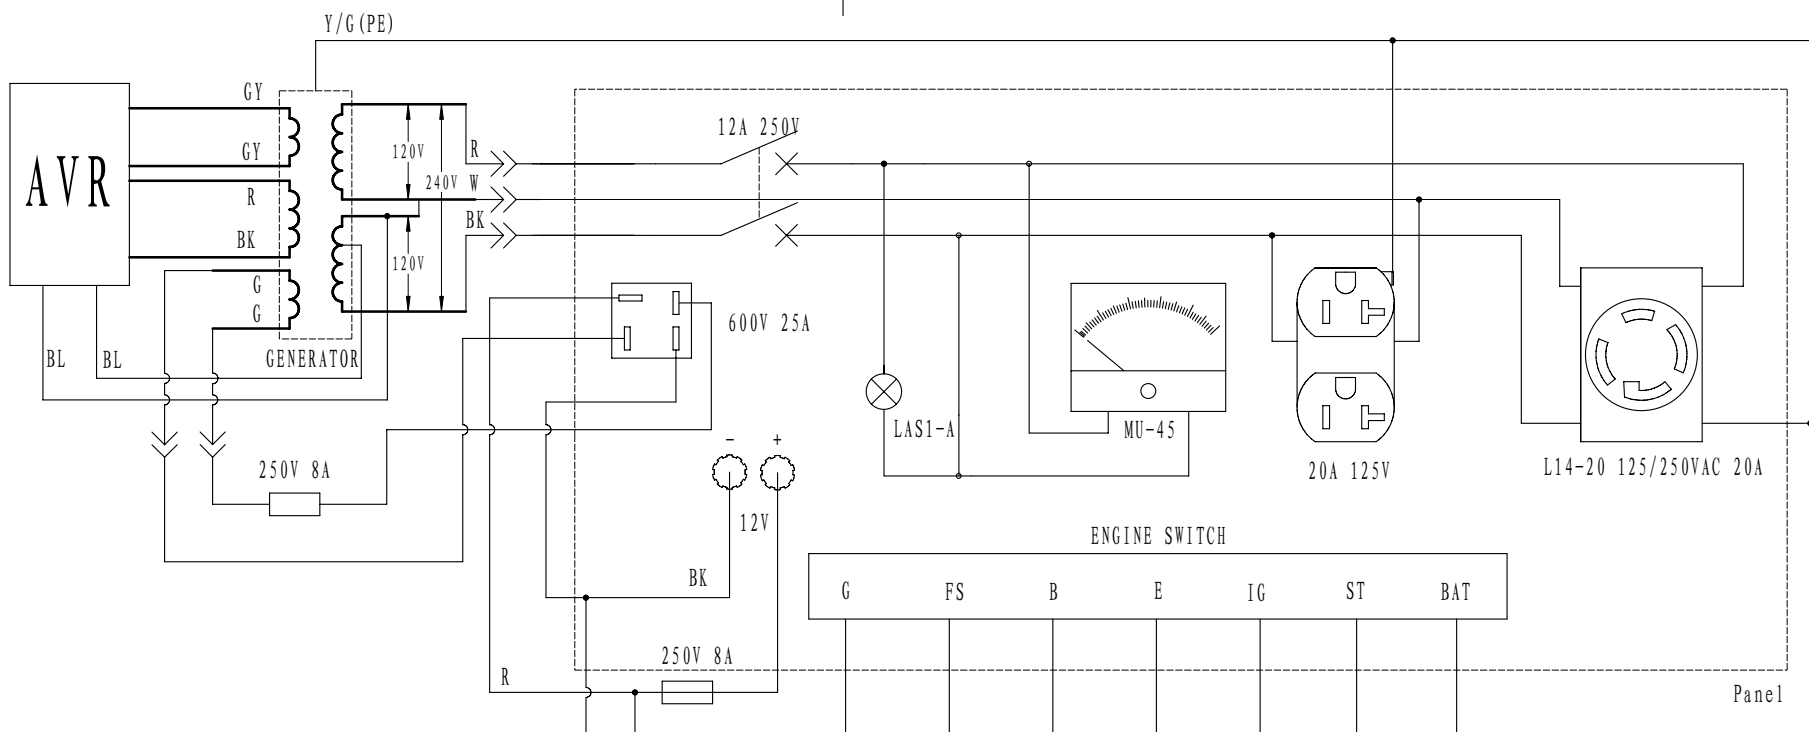 Y/G(PE)
GY
12A 250V
AVR
GY
120V
R
240V
W
R
BK
BK
120V
G
G
600V 25A
GENERATOR
BL
BL
LAS1-A
MU-45
- +
250V 8A
20A 125V
L14-20 125/250VAC 20A
12V
ENGINE SWITCH
BK
G FS B E IG ST BAT
250V 8A
R
Panel